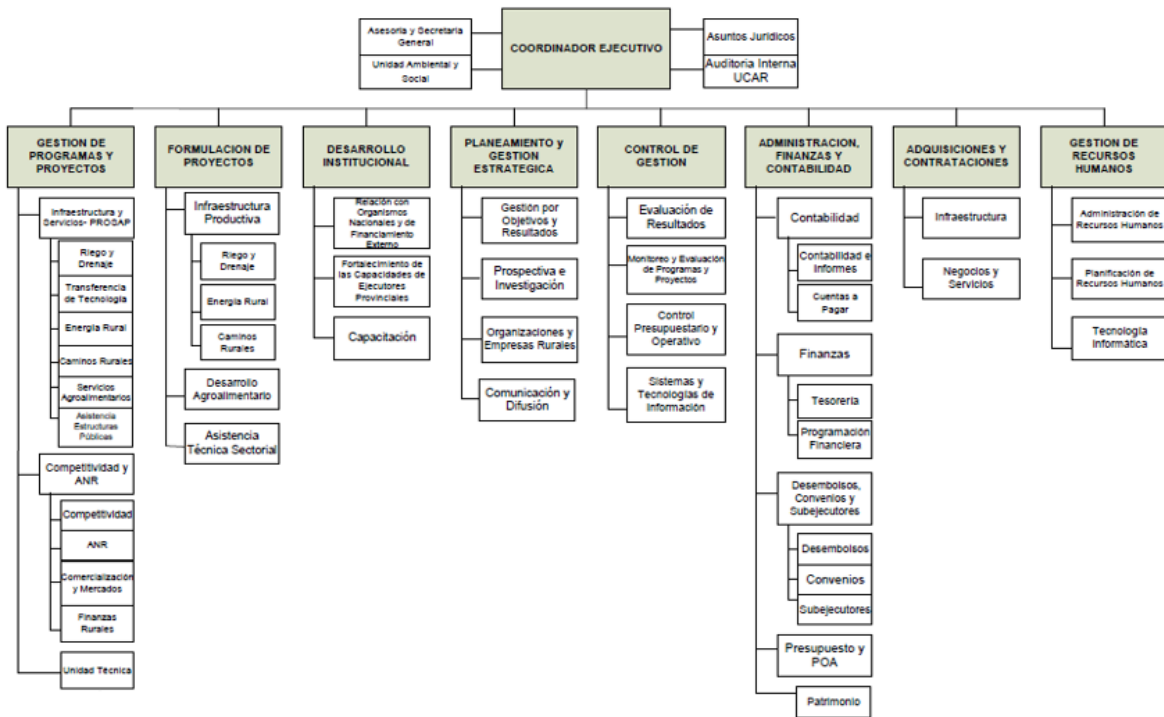 Asesoria y Secretaria
General
Unidad Ambiental y
Social
COORDINADOR EJECUTIVO
Asuntos Jurídicos
Auditoria Interna
UCAR
GESTION DE
PROGRAMAS Y
PROYECTOS
Infraestructura y
Servicios- PROSAP
Riego y
Drenaje
Transferencia
de Tecnología
Energía Rural
Caminos Rurales
Servicios
Agroalimentarios
Asistencia
Estructuras
Públicas
Competitividad y
ANR
Competitividad
ANR
Comercialización
y Mercados
Finanzas
Rurales
Unidad Técnica
FORMULACION DE
PROYECTOS
Infraestructura
Productiva
Riego y
Drenaje
Energía Rural
Caminos
Rurales
Desarrollo
Agroalimentario
Asistencia
Técnica Sectorial
DESARROLLO
INSTITUCIONAL
Relación con
Organismos
Nacionales y de
Financiamiento
Externo
Fortalecimiento de
las Capacidades de
Ejecutores
Provinciales
Capacitación
PLANEAMIENTO y
GESTION
ESTRATEGICA
Gestión por
Objetivos y
Resultados
Prospectiva e
Investigación
Organizaciones y
Empresas Rurales
Comunicación y
Difusión
CONTROL DE
GESTION
Evaluación de
Resultados
Monitoreo y Evaluación
de Programas y
Proyectos
Control
Presupuestario y
Operativo
Sistemas y
Tecnologías de
Información
ADMINISTRACION,
FINANZAS Y
CONTABILIDAD
Contabilidad
Contabilidad e
Informes
Cuentas a
Pagar
Finanzas
Tesorería
Programación
Financiera
Desembolsos,
Convenios y
Subejecutores
Desembolsos
Convenios
Subejecutores
Presupuesto y
POA
Patrimonio
ADQUISICIONES Y
CONTRATACIONES
Infraestructura
Negocios y
Servicios
GESTION DE
RECURSOS
HUMANOS
Administración de
Recursos Humanos
Planificación de
Recursos Humanos
Tecnología
Informática